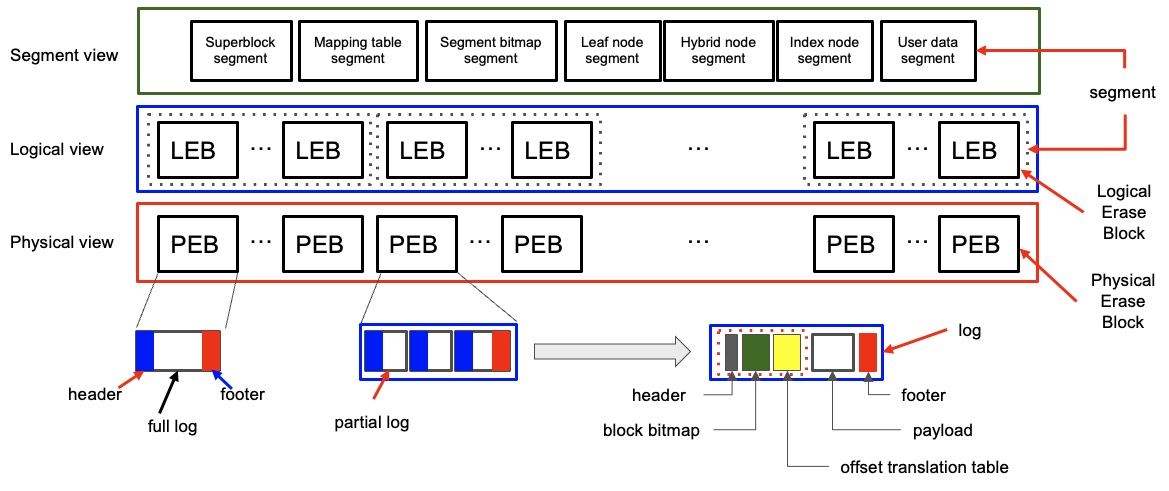 Segment view
Superblock
segment
Mapping table
segment
Segment bitmap
segment
Leaf node
segment
Hybrid node
segment
Index node
segment
User data
segment
segment
Logical view
LEB
...
LEB
LEB
...
LEB
...
LEB
...
LEB
Logical
Erase
Block
Physical view
PEB
...
PEB
PEB
...
PEB
...
PEB
...
PEB
Physical
Erase
Block
header
footer
full log
partial log
log
header
footer
block bitmap
payload
offset translation table